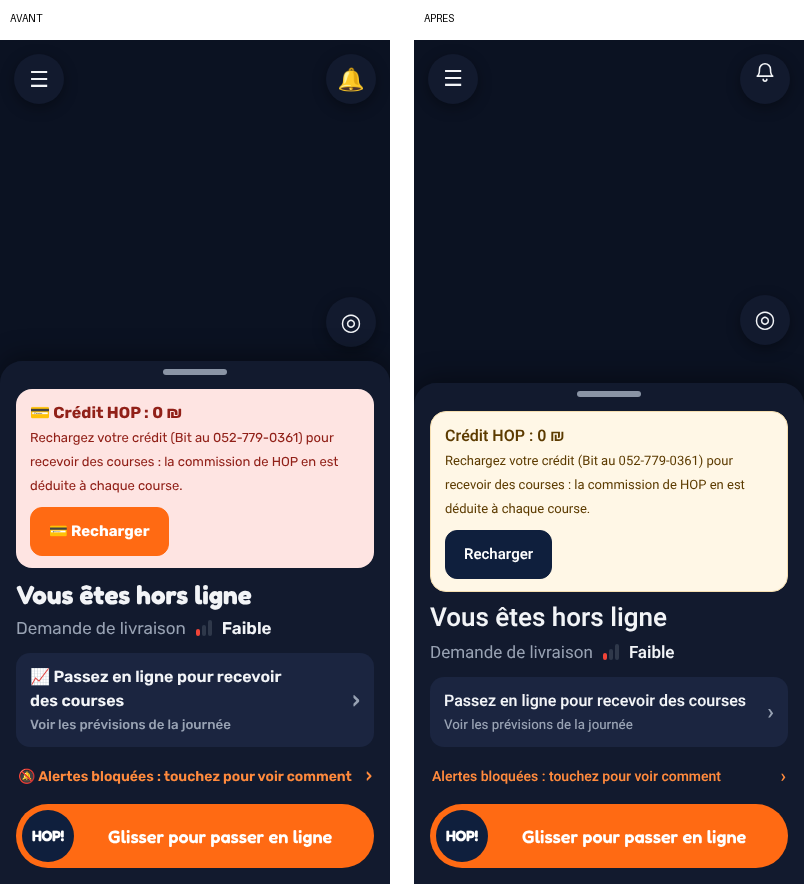 AVANT
☰
🔔
◎
💳 Crédit HOP : 0 ₪
Rechargez votre crédit (Bit au 052-779-0361) pour
recevoir des courses : la commission de HOP en est
déduite à chaque course.
💳 Recharger
Vous êtes hors ligne
Demande de livraison Faible
📈 Passez en ligne pour recevoir
des courses ›
Voir les prévisions de la journée
🔕 Alertes bloquées : touchez pour voir comment ›
HOP! Glisser pour passer en ligne
APRES
☰
◎
Crédit HOP : 0 ₪
Rechargez votre crédit (Bit au 052-779-0361) pour
recevoir des courses : la commission de HOP en est
déduite à chaque course.
Recharger
Vous êtes hors ligne
Demande de livraison Faible
Passez en ligne pour recevoir des courses ›
Voir les prévisions de la journée
Alertes bloquées : touchez pour voir comment ›
HOP! Glisser pour passer en ligne